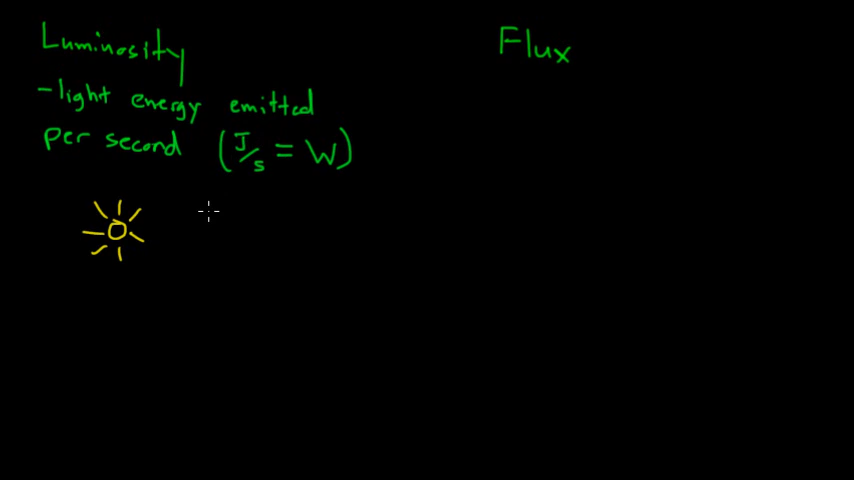 Luminosity
Flux
- light energy emitted
per second (J/s = W)